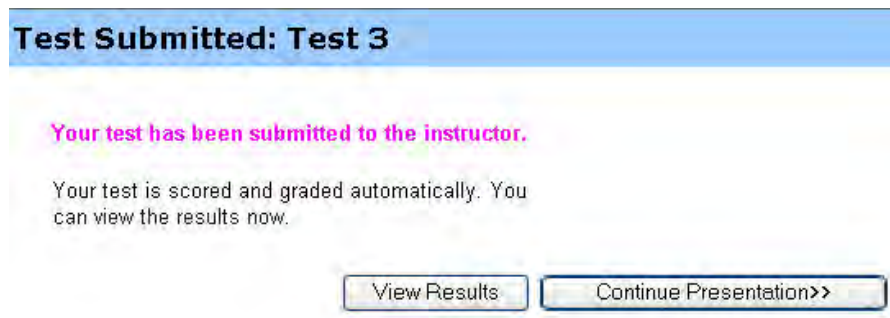 Test Submitted: Test 3
Your test has been submitted to the instructor.
Your test is scored and graded automatically. You
can view the results now.
View Results
Continue Presentation>>